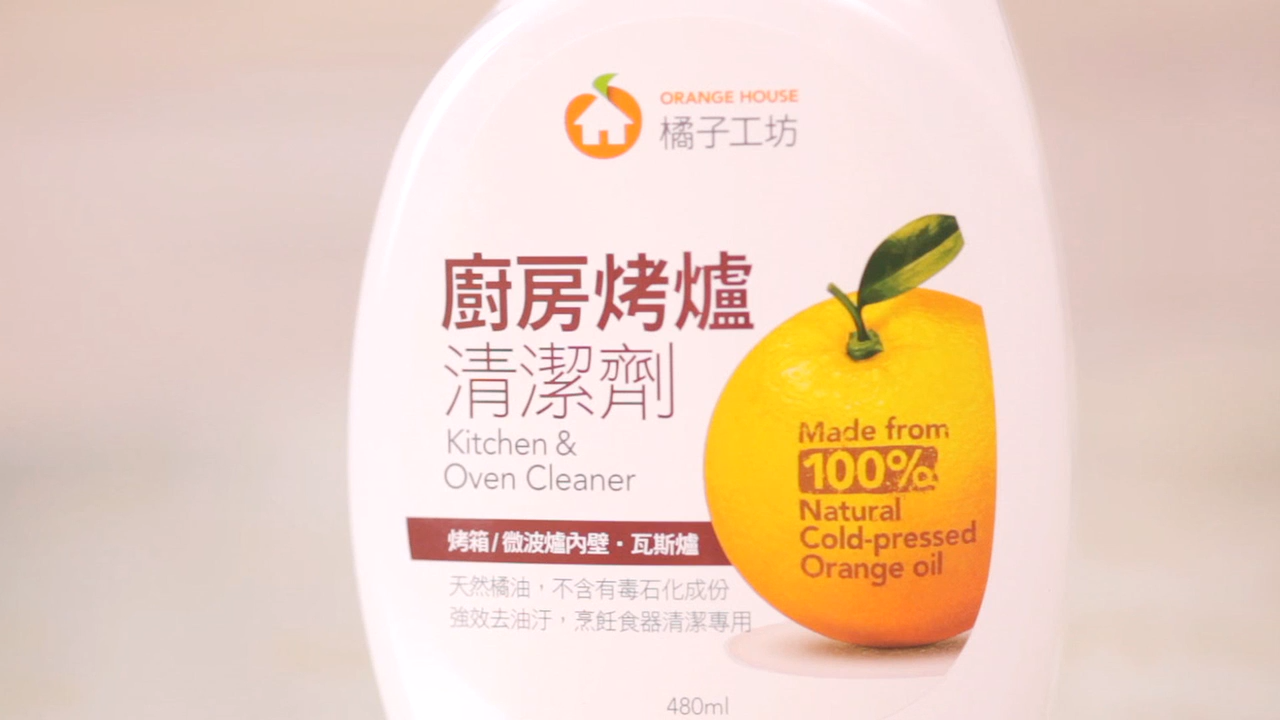 ORANGE HOUSE
橘子工坊
廚房烤爐
清潔劑
Kitchen &
Oven Cleaner
烤箱/微波爐內壁・瓦斯爐
天然橘油，不含有毒石化成份
強效去油汙，烹飪食器清潔專用
Made from
100%
Natural
Cold-pressed
Orange oil
480ml